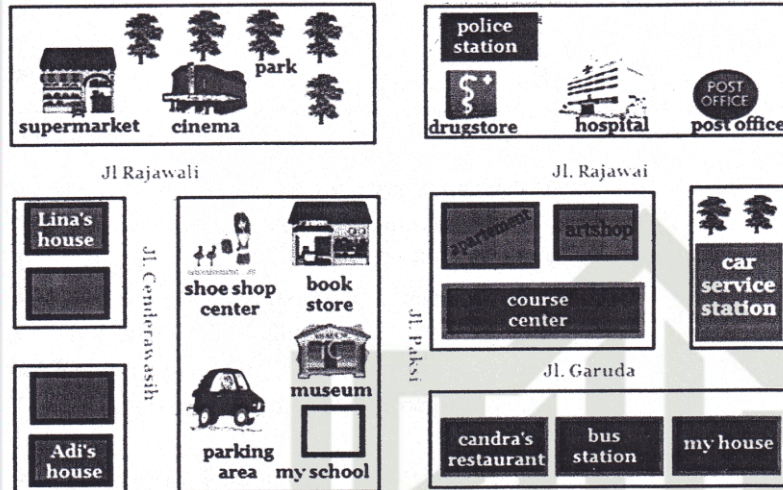 police
station
park
supermarket
cinema
POST
OFFICE
drugstore
hospital
post office
Jl Rajawali
Jl. Rajawai
Lina's
house
Jl. Cenderawasih
shoe shop
center
book
store
museum
parking
area
my school
Adi's
house
Jl. Paksi
apartement
artshop
course
center
car
service
station
Jl. Garuda
candra's
restaurant
bus
station
my house